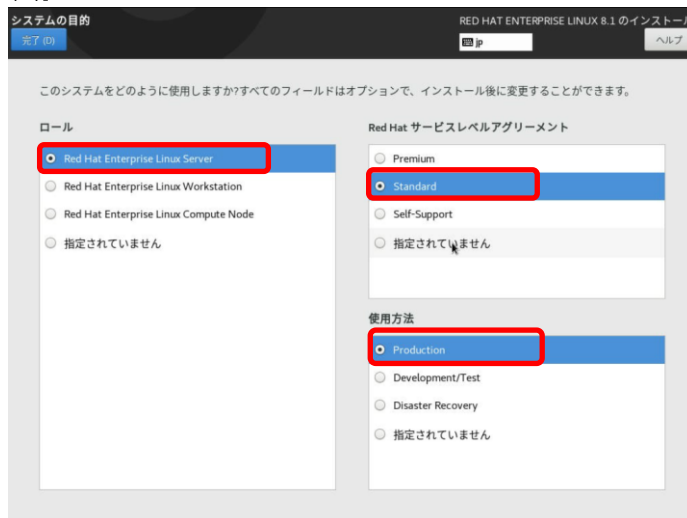 システムの目的
RED HAT ENTERPRISE LINUX 8.1 のインストール
完了 (D)
jp
ヘルプ
このシステムをどのように使用しますか?すべてのフィールドはオプションで、インストール後に変更することができます。
ロール
Red Hat Enterprise Linux Server
Red Hat Enterprise Linux Workstation
Red Hat Enterprise Linux Compute Node
指定されていません
Red Hat サービスレベルアグリーメント
Premium
Standard
Self-Support
指定されていません
使用方法
Production
Development/Test
Disaster Recovery
指定されていません